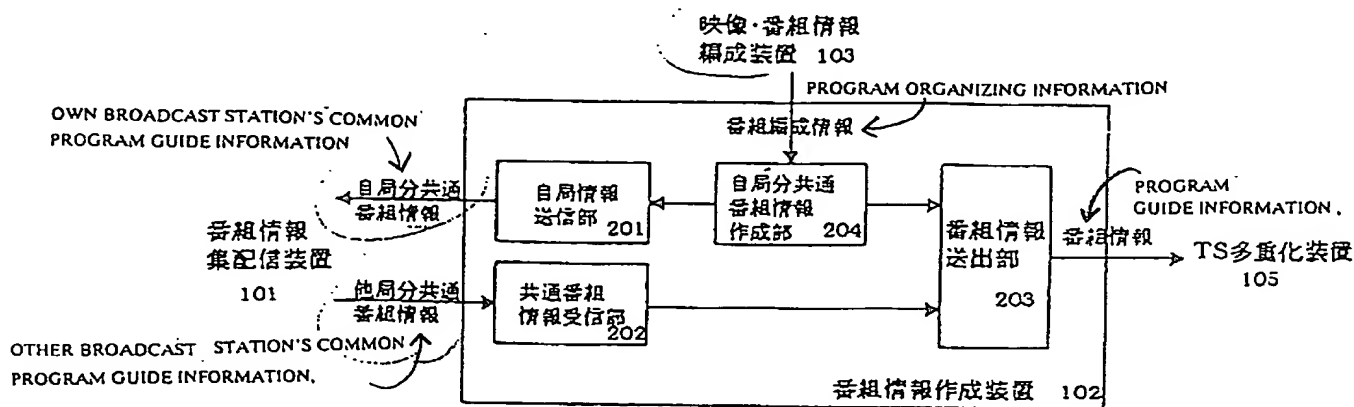 映像・番組情報
編成装置 103
PROGRAM ORGANIZING INFORMATION
OWN BROADCAST STATION'S COMMON
PROGRAM GUIDE INFORMATION
番組編成情報
自局分共通
番組情報
自局情報
送信部
201
自局分共通
番組情報
作成部 204
番組情報
送出部
203
PROGRAM
GUIDE INFORMATION.
番組情報
TS多重化装置
105
番組情報
集配信装置
101
他局分共通
番組情報
共通番組
情報受信部
202
OTHER BROADCAST STATION'S COMMON
PROGRAM GUIDE INFORMATION.
番組情報作成装置 102